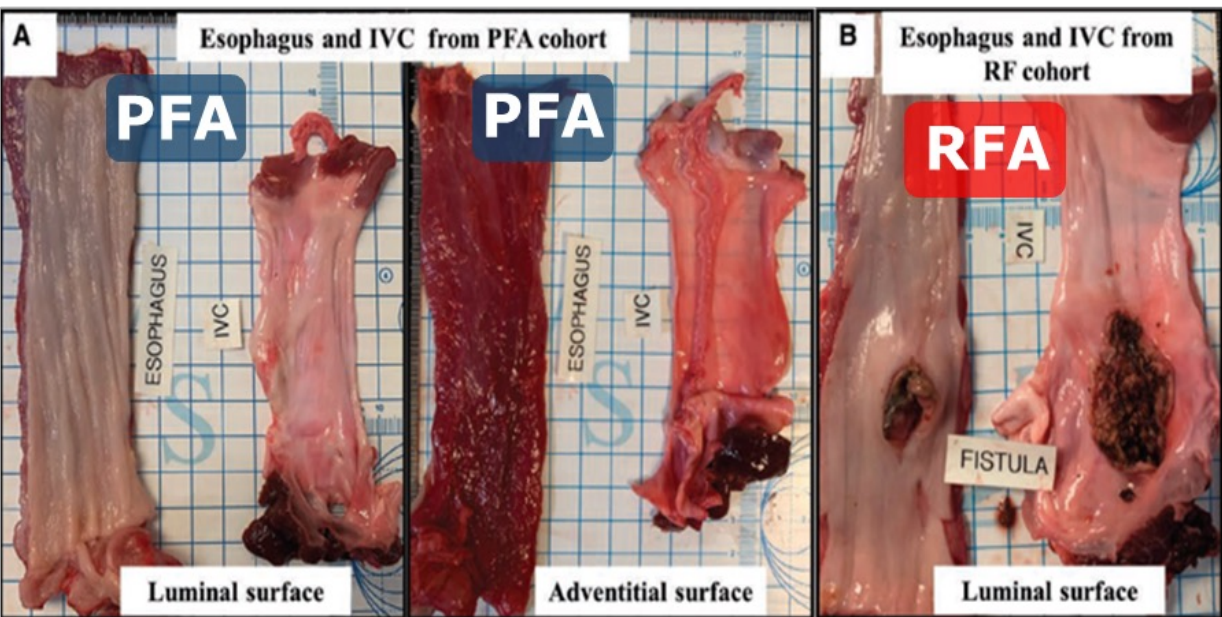 A
Esophagus and IVC from PFA cohort
PFA
PFA
ESOPHAGUS
IVC
ESOPHAGUS
IVC
S
Luminal surface
Adventitial surface
B
Esophagus and IVC from
RF cohort
RFA
IVC
FISTULA
Luminal surface